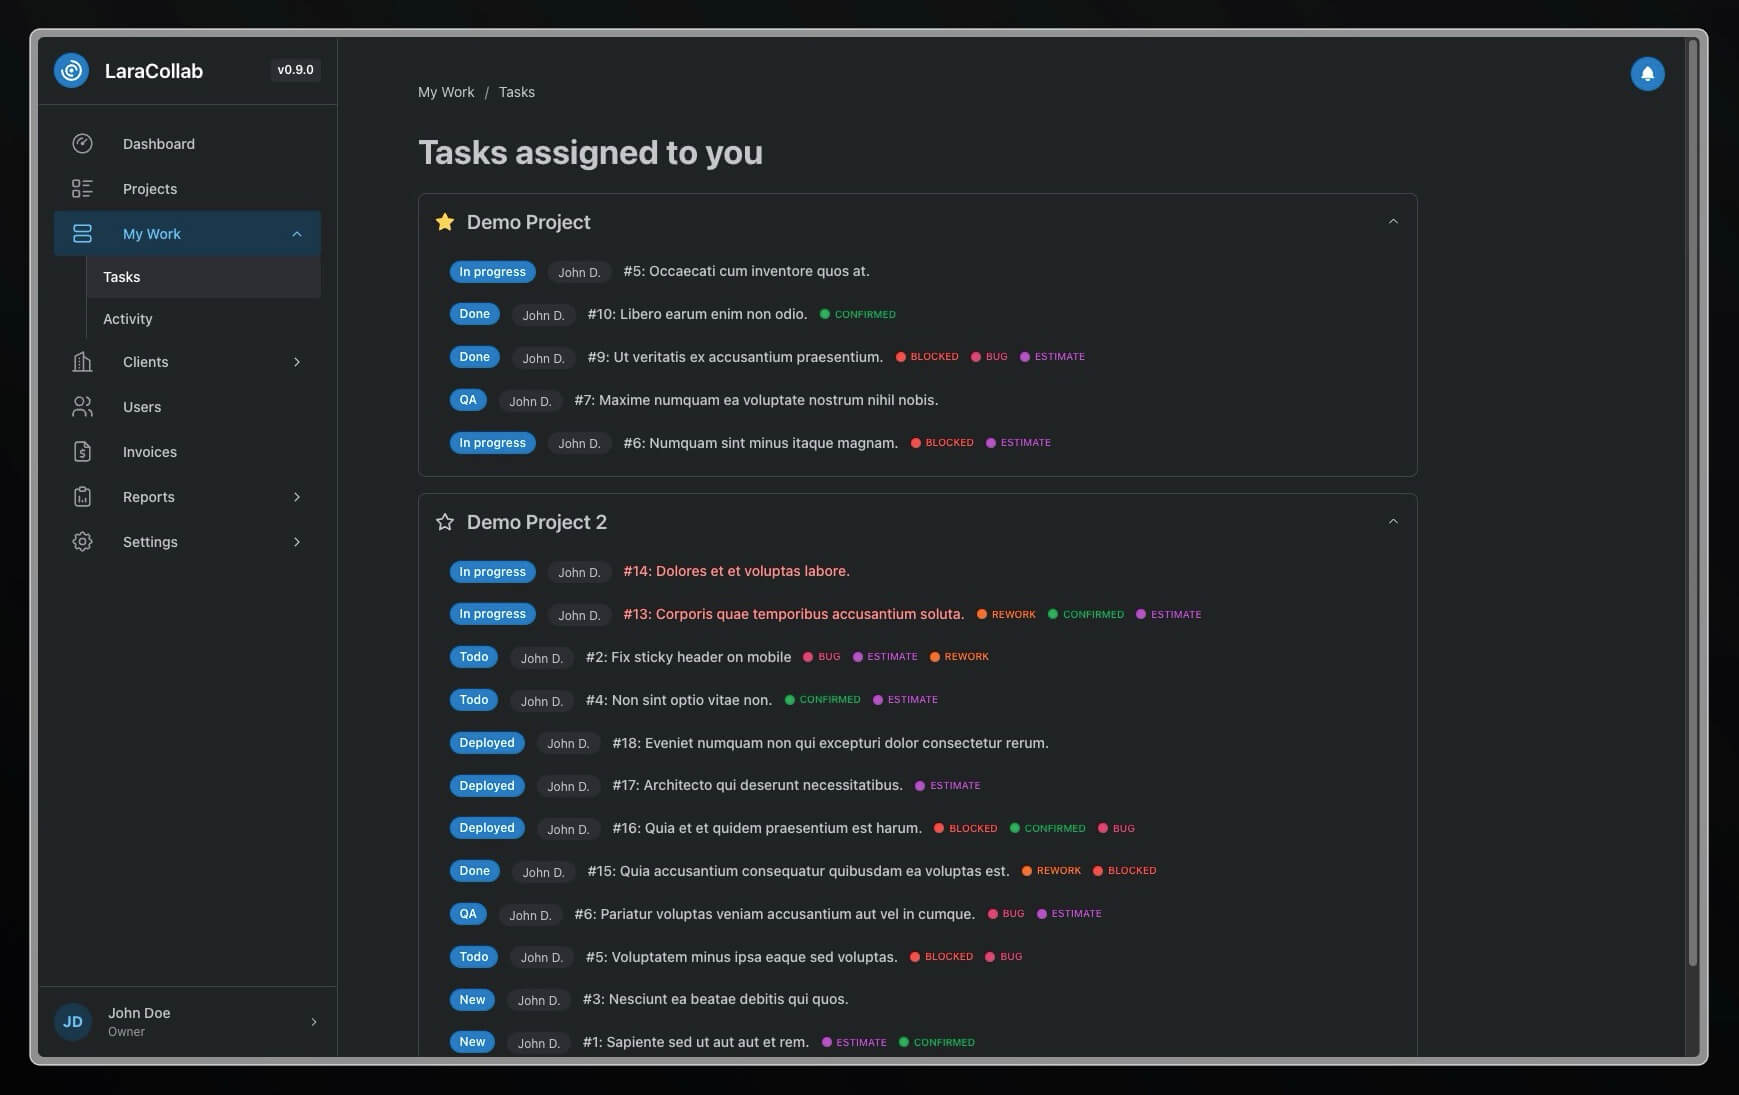 LaraCollab v0.9.0
Dashboard
Projects
My Work
Tasks
Activity
Clients
Users
Invoices
Reports
Settings
JD John Doe
Owner
My Work / Tasks
Tasks assigned to you
Demo Project
In progress John D. #5: Occaecati cum inventore quos at.
Done John D. #10: Libero earum enim non odio. CONFIRMED
Done John D. #9: Ut veritatis ex accusantium praesentium. BLOCKED BUG ESTIMATE
QA John D. #7: Maxime numquam ea voluptate nostrum nihil nobis.
In progress John D. #6: Numquam sint minus itaque magnam. BLOCKED ESTIMATE
Demo Project 2
In progress John D. #14: Dolores et et voluptas labore.
In progress John D. #13: Corporis quae temporibus accusantium soluta. REWORK CONFIRMED ESTIMATE
Todo John D. #2: Fix sticky header on mobile BUG ESTIMATE REWORK
Todo John D. #4: Non sint optio vitae non. CONFIRMED ESTIMATE
Deployed John D. #18: Eveniet numquam non qui excepturi dolor consectetur rerum.
Deployed John D. #17: Architecto qui deserunt necessitatibus. ESTIMATE
Deployed John D. #16: Quia et et quidem praesentium est harum. BLOCKED CONFIRMED BUG
Done John D. #15: Quia accusantium consequatur quibusdam ea voluptas est. REWORK BLOCKED
QA John D. #6: Pariatur voluptas veniam accusantium aut vel in cumque. BUG ESTIMATE
Todo John D. #5: Voluptatem minus ipsa eaque sed voluptas. BLOCKED BUG
New John D. #3: Nesciunt ea beatae debitis qui quos.
New John D. #1: Sapiente sed ut aut aut et rem. ESTIMATE CONFIRMED